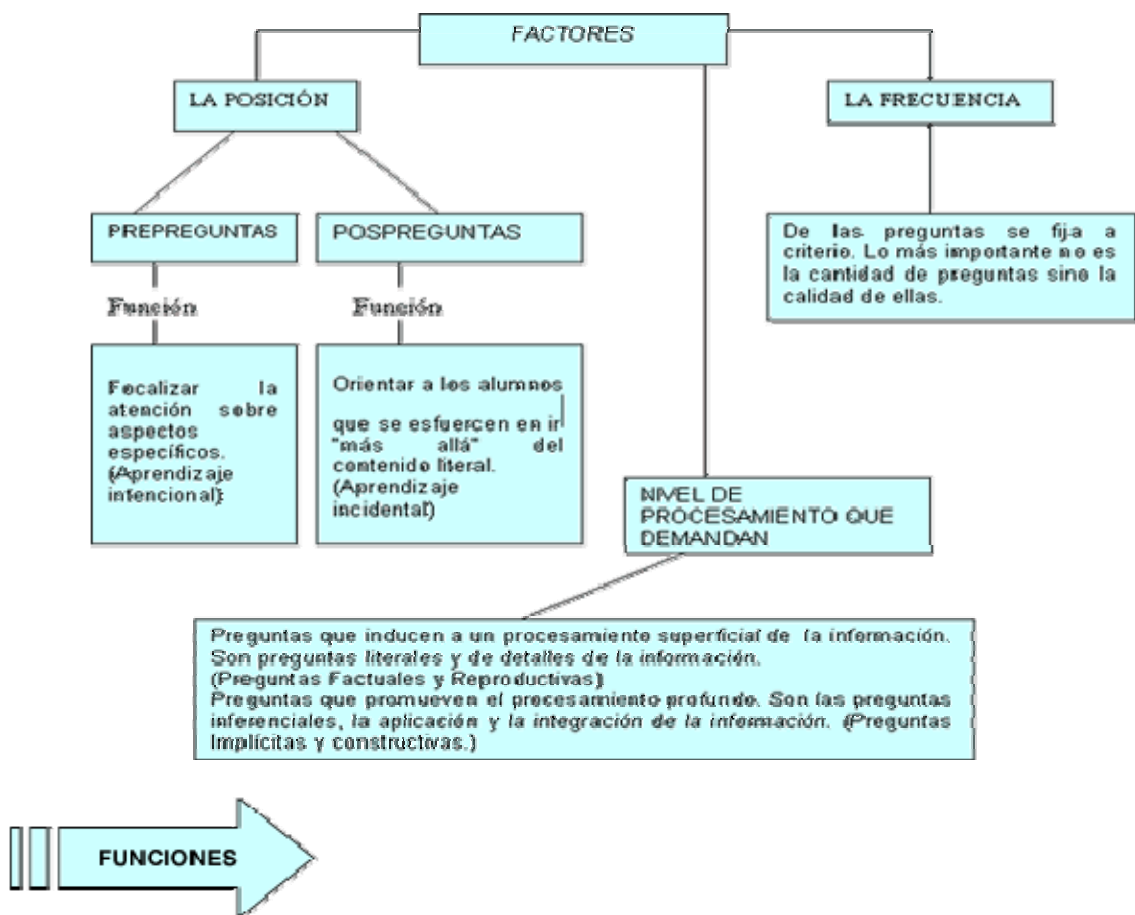 FACTORES
LA POSICIÓN
LA FRECUENCIA
PREPREGUNTAS
POSPREGUNTAS
De las preguntas se fija a
criterio. Lo más importante no es
la cantidad de preguntas sino la
calidad de ellas.
Función
Función
Focalizar la
atención sobre
aspectos
específicos.
(Aprendizaje
intencional):
Orientar a los alumnos
que se esfuercen en ir
"más allá" del
contenido literal.
(Aprendizaje
incidental)
NIVEL DE
PROCESAMIENTO QUE
DEMANDAN
Preguntas que inducen a un procesamiento superficial de la información.
Son preguntas literales y de detalles de la información.
(Preguntas Factuales y Reproductivas)
Preguntas que promueven el procesamiento profundo. Son las preguntas
inferenciales, la aplicación y la integración de la información. (Preguntas
Implícitas y constructivas.)
FUNCIONES